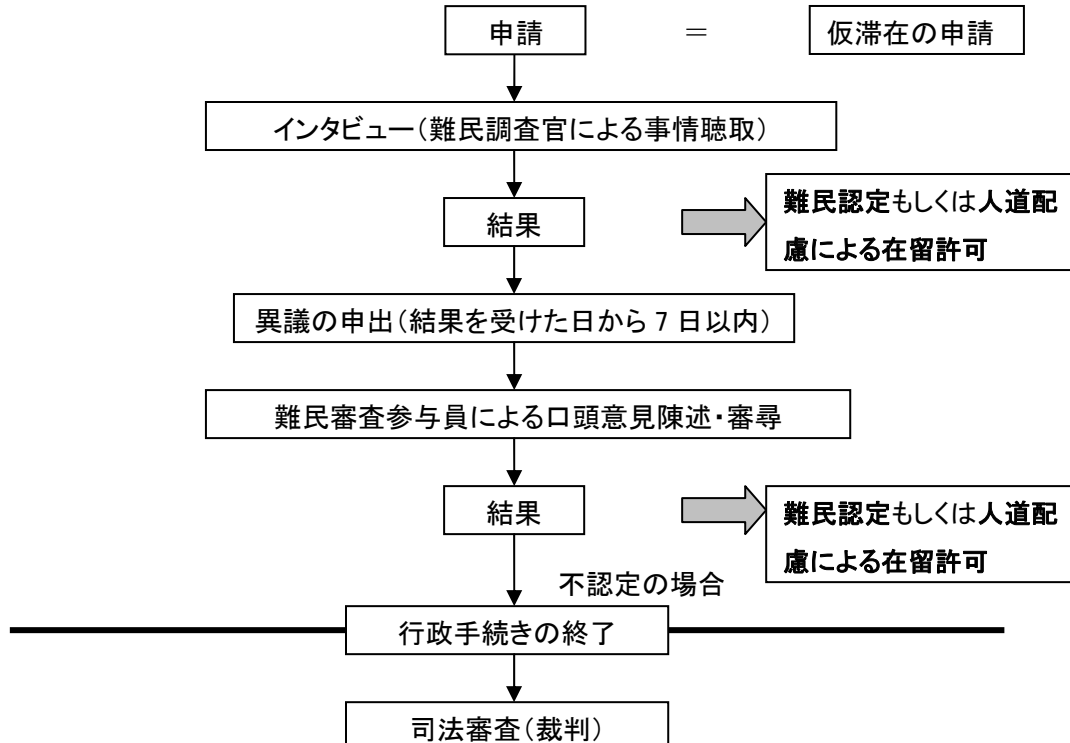 申請 ＝ 仮滞在の申請
インタビュー（難民調査官による事情聴取）
結果
難民認定もしくは人道配
慮による在留許可
異議の申出（結果を受けた日から 7 日以内）
難民審査参与員による口頭意見陳述・審尋
結果
難民認定もしくは人道配
慮による在留許可
不認定の場合
行政手続きの終了
司法審査（裁判）